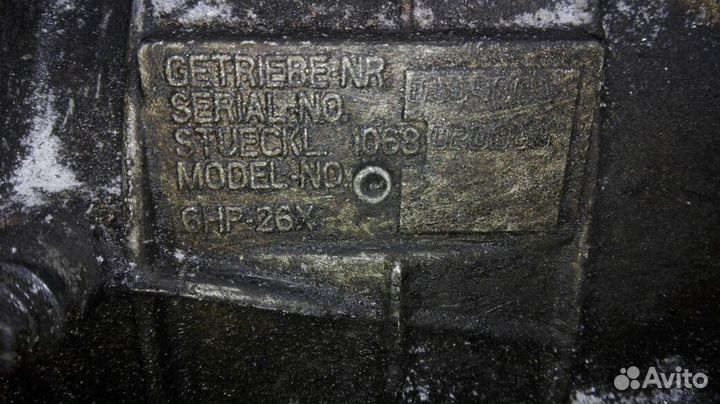 GETRIEBE-NR
SERIAL-NO.
STUECKL. 1068
MODEL-NO
6HP-26X
Avito